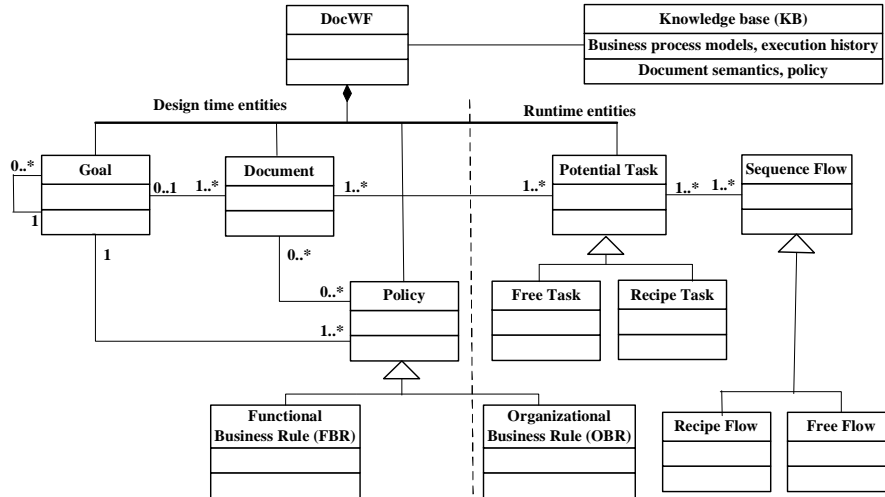 DocWF
Knowledge base (KB)
Business process models, execution history
Document semantics, policy
Design time entities
Runtime entities
0..*
Goal
0..1
1..*
Document
1..*
1..*
Potential Task
1..*
1..*
Sequence Flow
1
1
0..*
0..*
Policy
1..*
Free Task
Recipe Task
Functional
Business Rule (FBR)
Organizational
Business Rule (OBR)
Recipe Flow
Free Flow